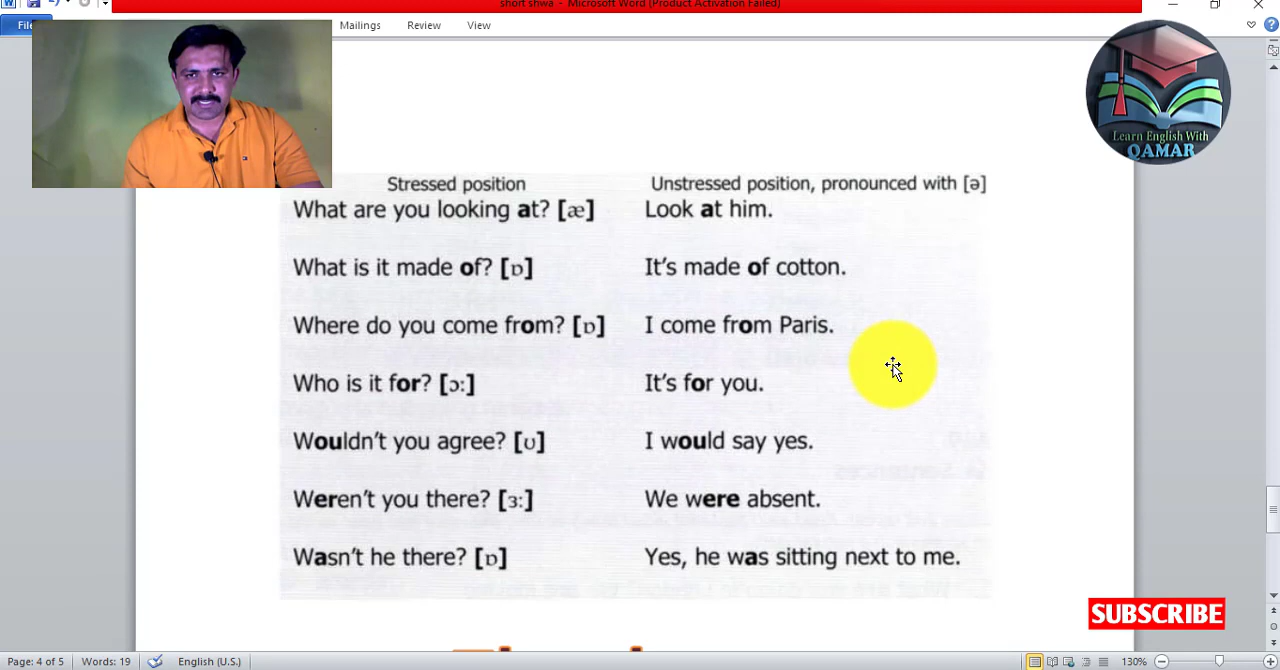 short shwa - Microsoft Word (Product Activation Failed)
File
Mailings Review View
Learn English With
QAMAR
Stressed position Unstressed position, pronounced with [ə]
What are you looking at? [æ] Look at him.
What is it made of? [ɒ] It's made of cotton.
Where do you come from? [ɒ] I come from Paris.
Who is it for? [ɔ:] It's for you.
Wouldn't you agree? [ʊ] I would say yes.
Weren't you there? [ɜ:] We were absent.
Wasn't he there? [ɒ] Yes, he was sitting next to me.
SUBSCRIBE
Page: 4 of 5 Words: 19 English (U.S.) 130%